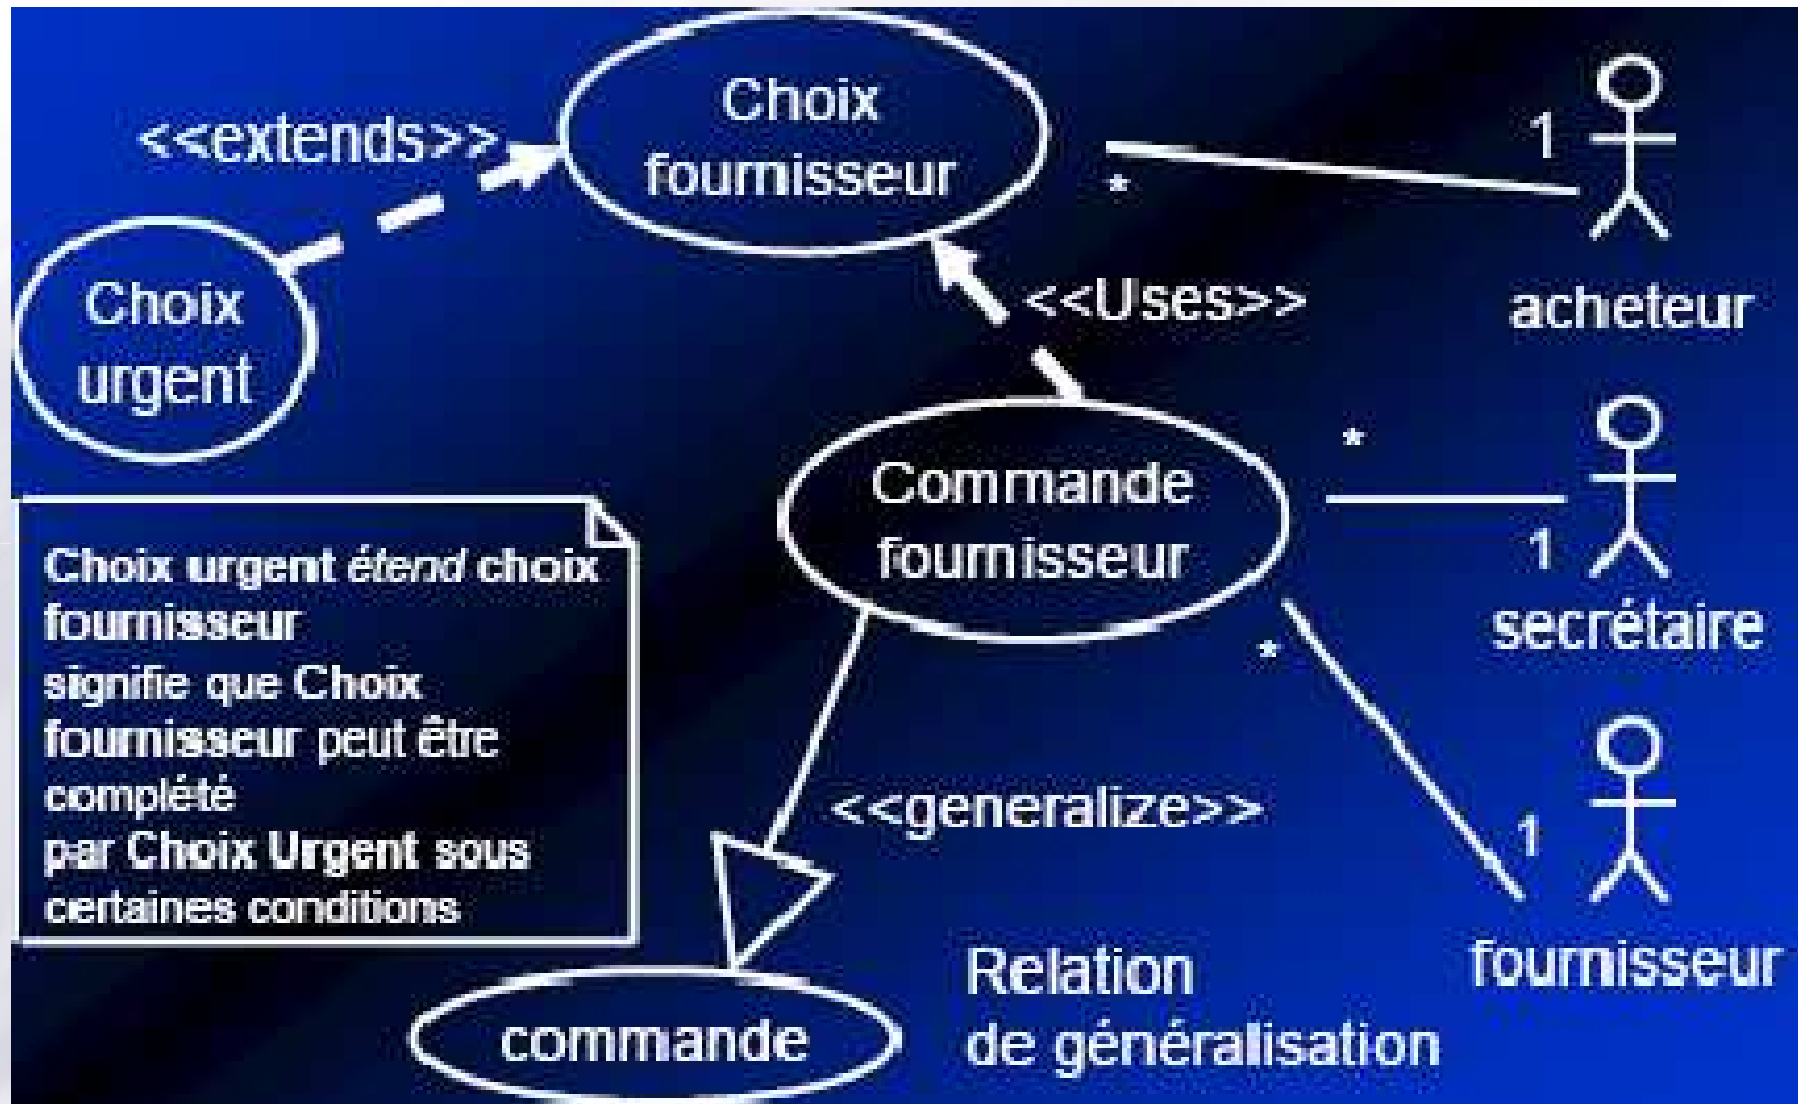 Choix
fournisseur
<<extends>>
1
*
acheteur
Choix
urgent
<<Uses>>
*
Commande
fournisseur
1
secrétaire
*
Choix urgent étend choix
fournisseur
signifie que Choix
fournisseur peut être
complété
par Choix Urgent sous
certaines conditions
<<generalize>>
1
fournisseur
Relation
de généralisation
commande